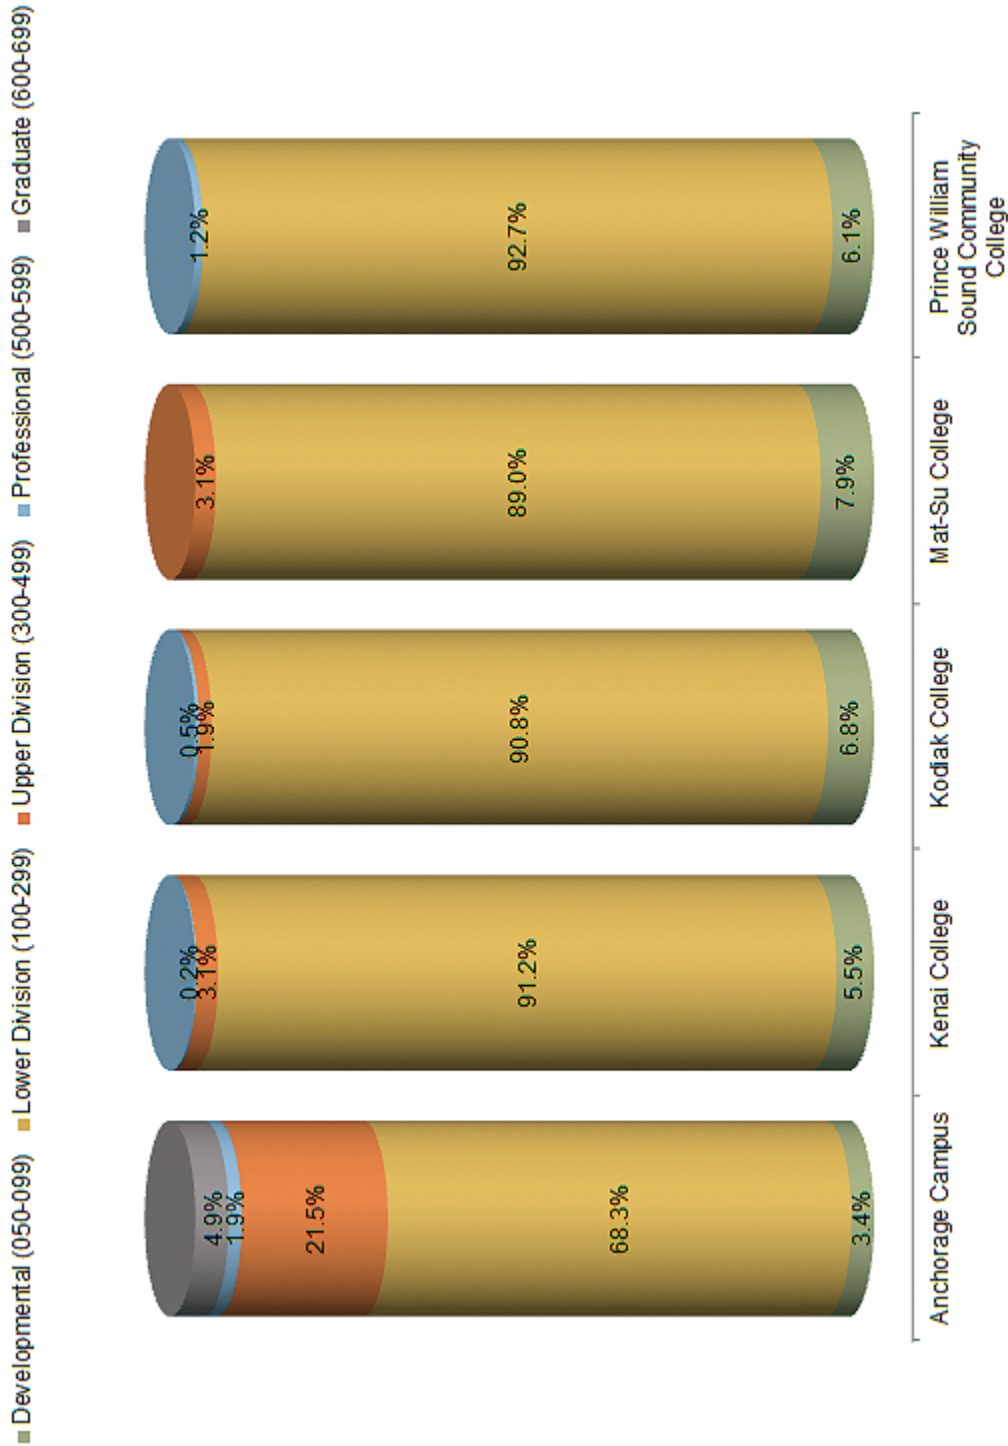 Developmental (050-099)
Lower Division (100-299)
Upper Division (300-499)
Professional (500-599)
Graduate (600-699)
4.9%
1.9%
21.5%
68.3%
3.4%
Anchorage Campus
0.2%
3.1%
91.2%
5.5%
Kenai College
0.5%
1.9%
90.8%
6.8%
Kodiak College
3.1%
89.0%
7.9%
Mat-Su College
1.2%
92.7%
6.1%
Prince William
Sound Community
College